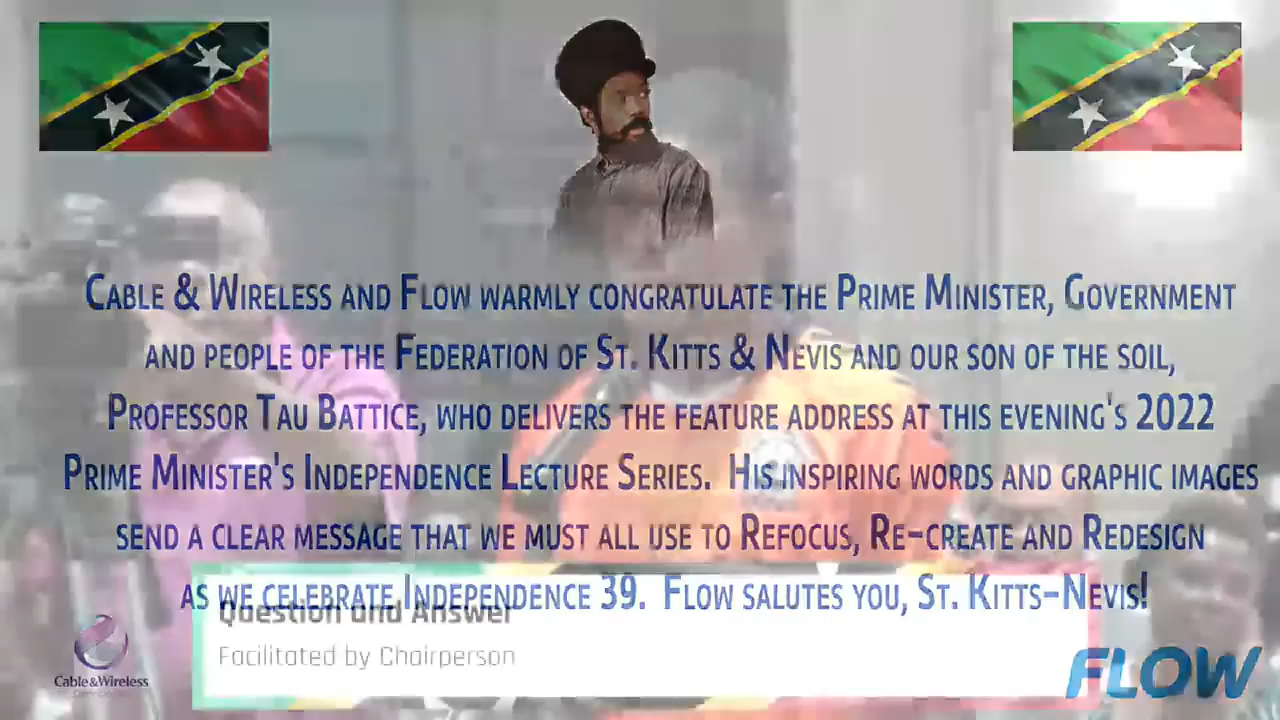 Cable & Wireless and Flow warmly congratulate the Prime Minister, Government
and people of the Federation of St. Kitts & Nevis and our son of the soil,
Professor Tau Battice, who delivers the feature address at this evening's 2022
Prime Minister's Independence Lecture Series. His inspiring words and graphic images
send a clear message that we must all use to Refocus, Re-create and Redesign
as we celebrate Independence 39. Flow salutes you, St. Kitts-Nevis!
Question and Answer
Facilitated by Chairperson
Cable&Wireless
FLOW